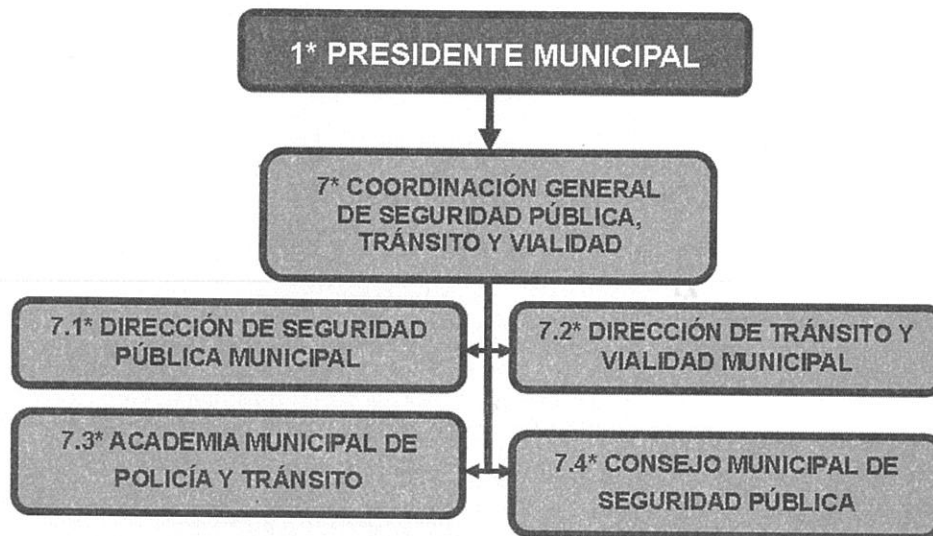 1* PRESIDENTE MUNICIPAL
7* COORDINACIÓN GENERAL
DE SEGURIDAD PÚBLICA,
TRÁNSITO Y VIALIDAD
7.1* DIRECCIÓN DE SEGURIDAD
PÚBLICA MUNICIPAL
7.2* DIRECCIÓN DE TRÁNSITO Y
VIALIDAD MUNICIPAL
7.3* ACADEMIA MUNICIPAL DE
POLICÍA Y TRÁNSITO
7.4* CONSEJO MUNICIPAL DE
SEGURIDAD PÚBLICA